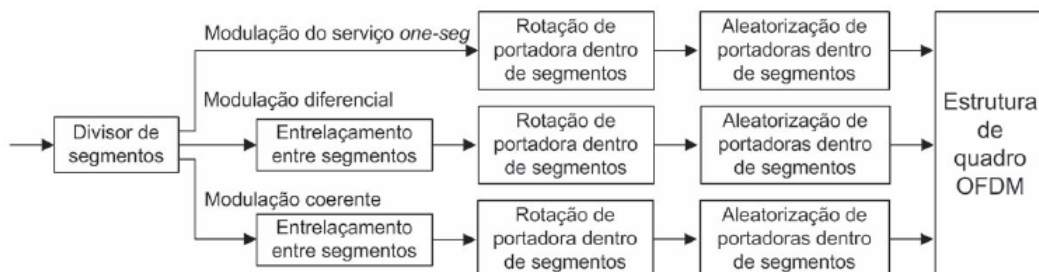 Modulação do serviço one-seg
Rotação de
portadora dentro
de segmentos
Aleatorização de
portadoras dentro
de segmentos
Modulação diferencial
Divisor de
segmentos
Entrelaçamento
entre segmentos
Rotação de
portadora dentro
de segmentos
Aleatorização de
portadoras dentro
de segmentos
Modulação coerente
Entrelaçamento
entre segmentos
Rotação de
portadora dentro
de segmentos
Aleatorização de
portadoras dentro
de segmentos
Estrutura
de
quadro
OFDM